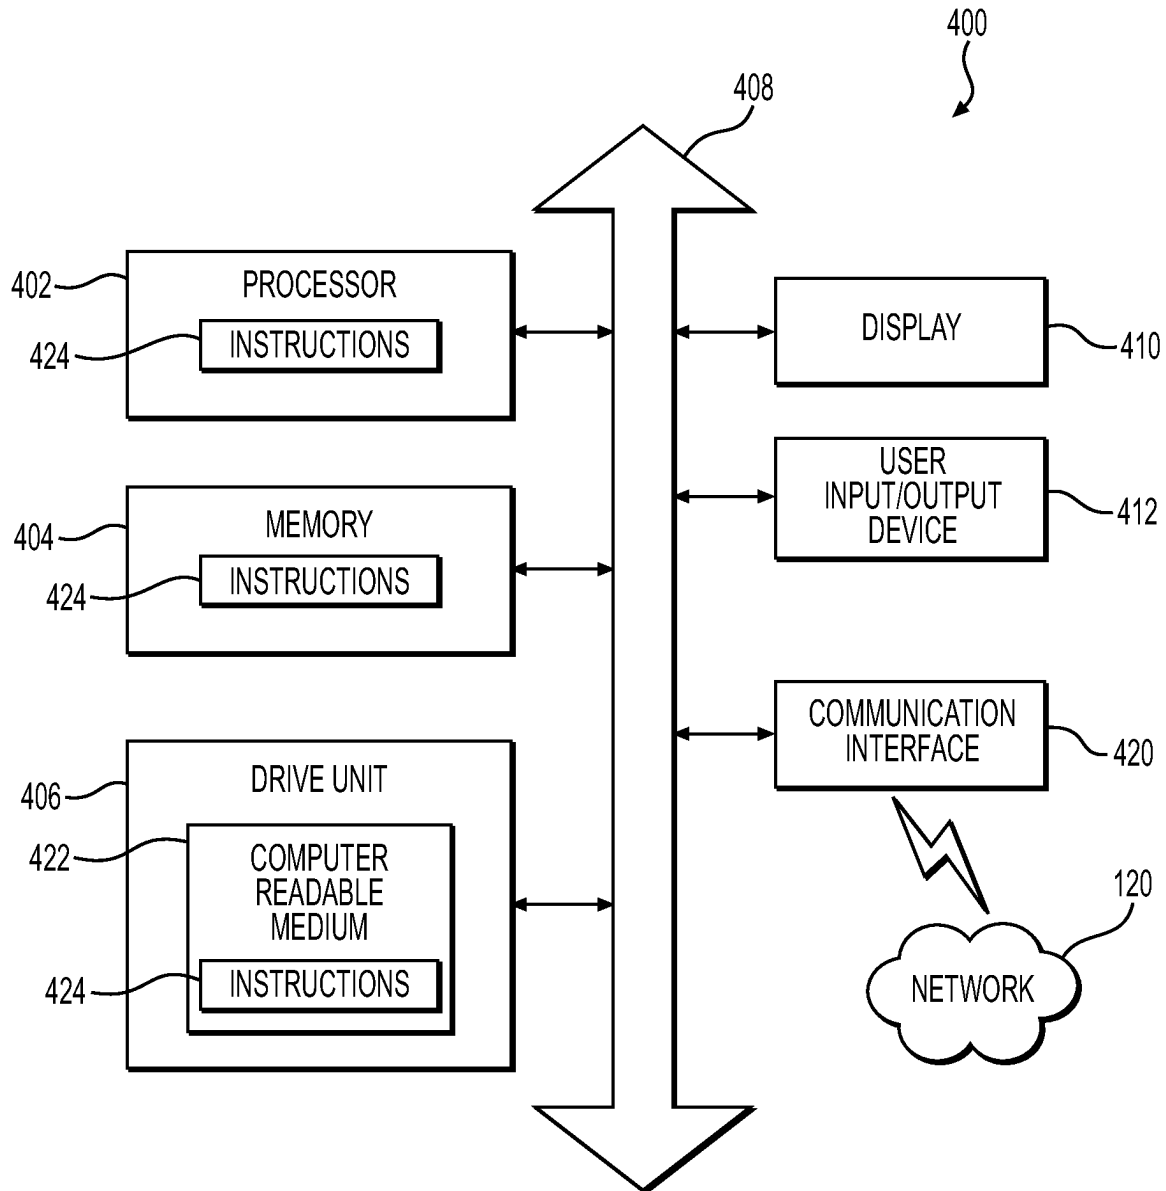 400
408
402
PROCESSOR
424
INSTRUCTIONS
DISPLAY
410
404
MEMORY
424
INSTRUCTIONS
USER
INPUT/OUTPUT
DEVICE
412
406
DRIVE UNIT
422
COMPUTER
READABLE
MEDIUM
424
INSTRUCTIONS
COMMUNICATION
INTERFACE
420
120
NETWORK